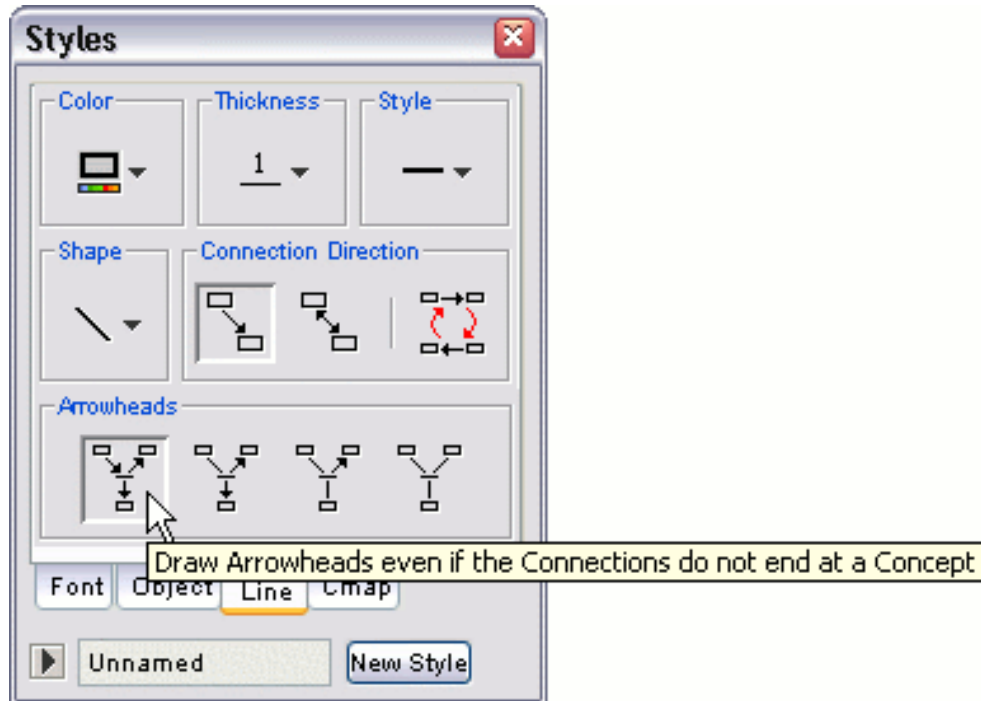 Styles
Color Thickness Style
1
Shape Connection Direction
Arrowheads
Draw Arrowheads even if the Connections do not end at a Concept
Font Object Line Cmap
Unnamed New Style